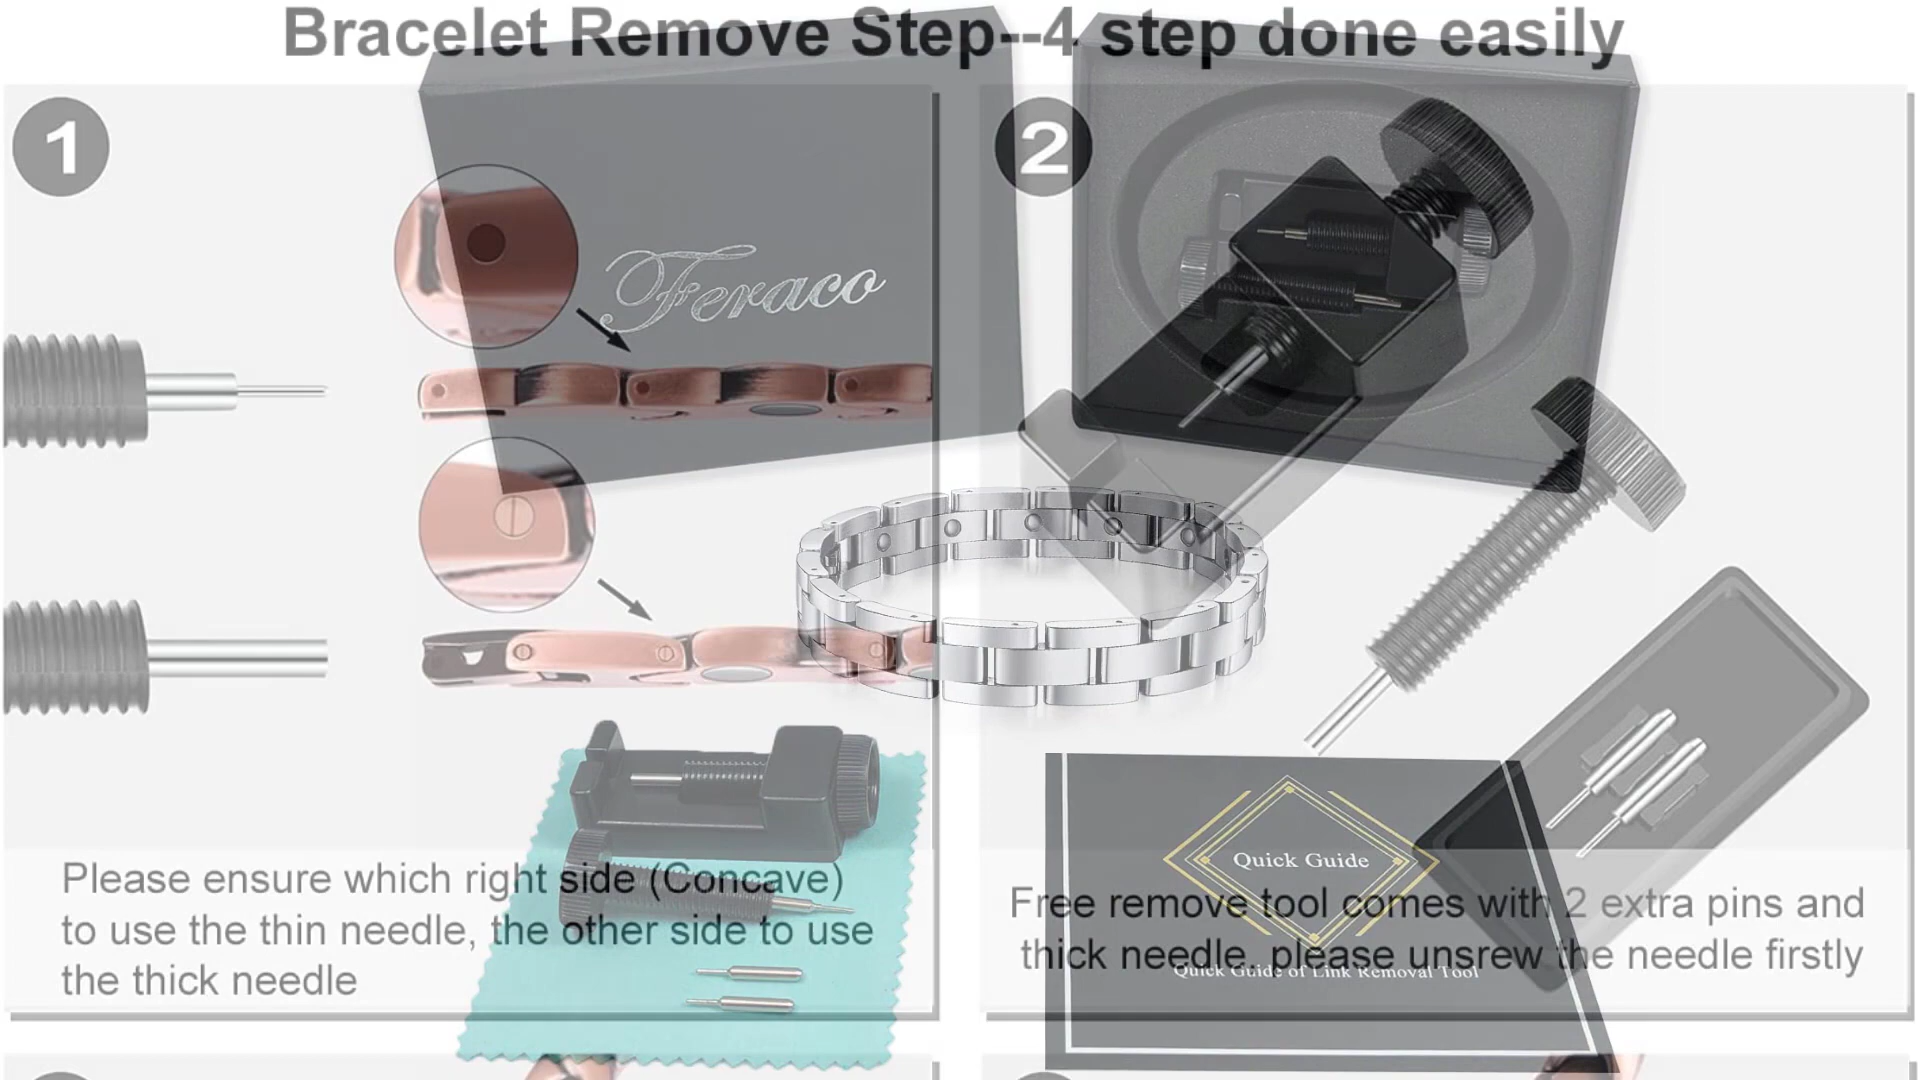 Bracelet Remove Step--4 step done easily
1
2
Feraco
Please ensure which right side (Concave)
to use the thin needle, the other side to use
the thick needle
Quick Guide
Free remove tool comes with 2 extra pins and
thick needle. please unsrew the needle firstly
Quick Guide of Link Removal Tool